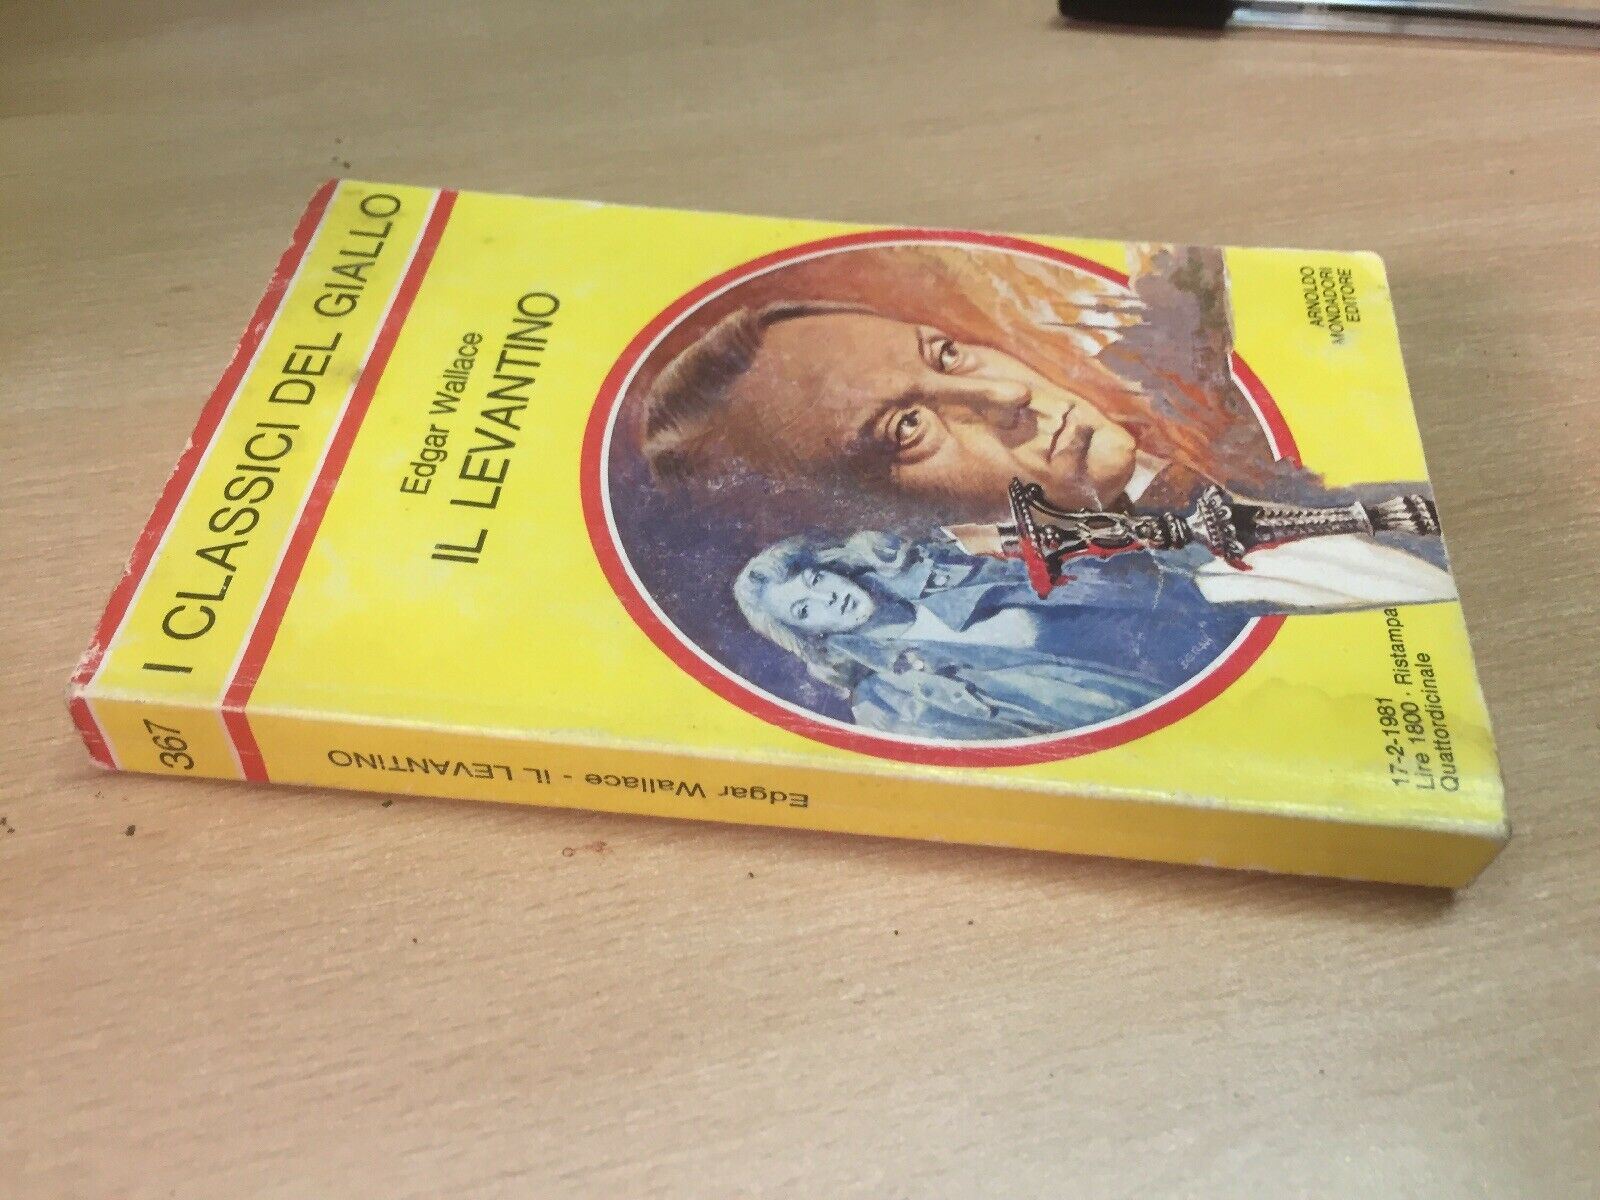 I CLASSICI DEL GIALLO
Edgar Wallace
IL LEVANTINO
ARNOLDO
MONDADORI
EDITORE
17-2-1981
Lire 1800 · Ristampa
Quattordicinale
367
Edgar Wallace - IL LEVANTINO